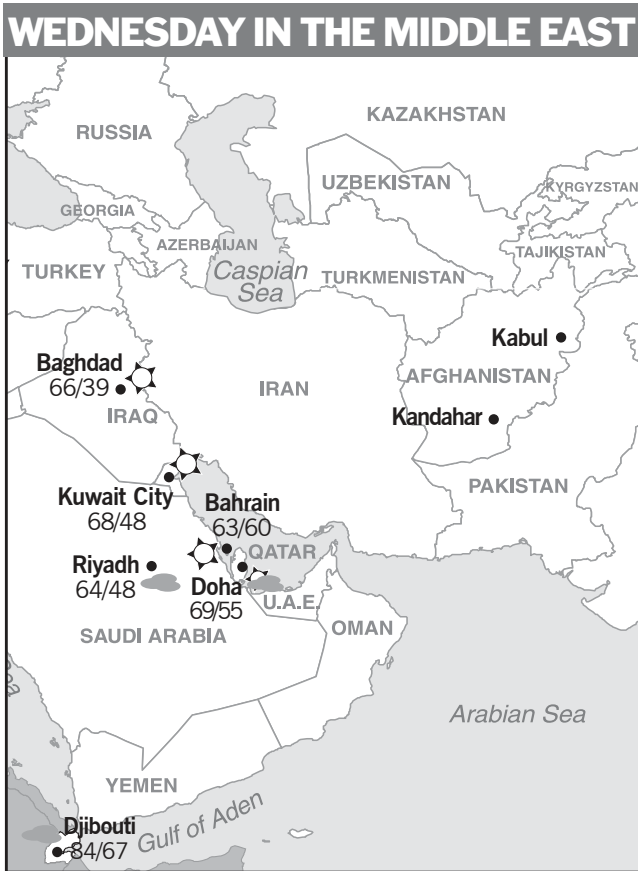 WEDNESDAY IN THE MIDDLE EAST
KAZAKHSTAN
RUSSIA
UZBEKISTAN
KYRGYZSTAN
GEORGIA
AZERBAIJAN
TAJIKISTAN
TURKEY
Caspian
Sea
TURKMENISTAN
Kabul
Baghdad
66/39
IRAN
AFGHANISTAN
IRAQ
Kandahar
PAKISTAN
Kuwait City
68/48
Bahrain
63/60
QATAR
Riyadh
64/48
Doha
69/55
U.A.E.
OMAN
SAUDI ARABIA
Arabian Sea
YEMEN
Gulf of Aden
Djibouti
84/67